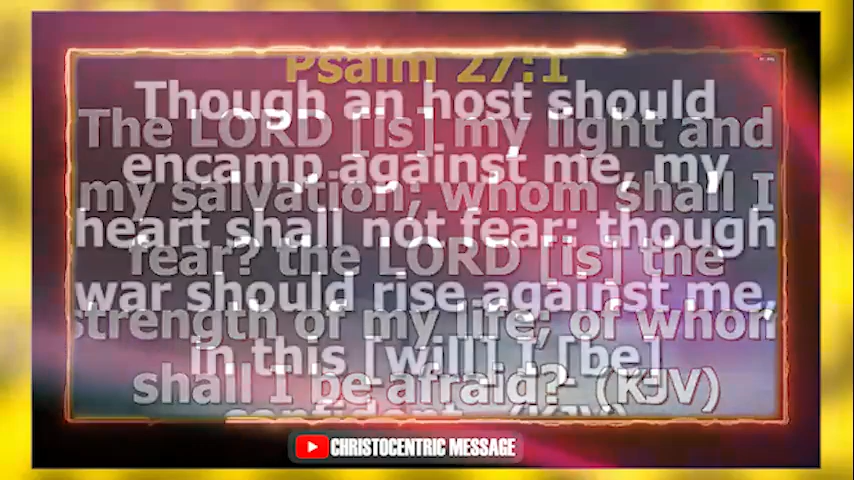 Psalm 27:1
Though an host should
The LORD [is] my light and
encamp against me, my
my salvation; whom shall I
heart shall not fear: though
fear? the LORD [is] the
war should rise against me,
strength of my life; of whom
in this [will] I [be]
shall I be afraid? (KJV)
confident. (KJV)
CHRISTOCENTRIC MESSAGE